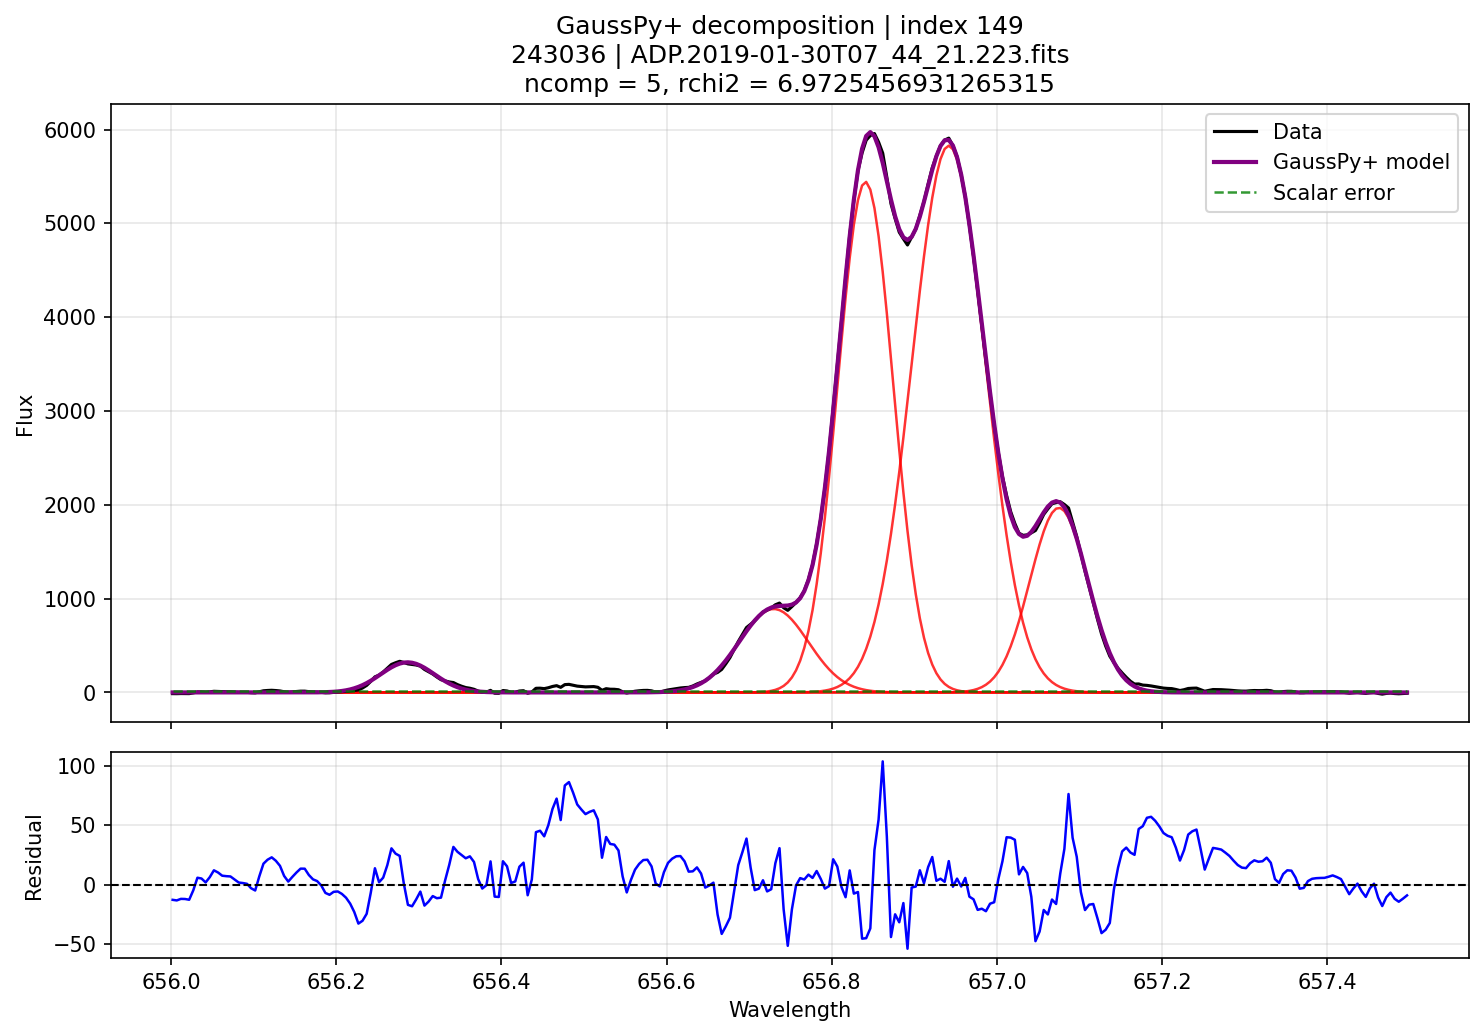 GaussPy+ decomposition | index 149
243036 | ADP.2019-01-30T07_44_21.223.fits
ncomp = 5, rchi2 = 6.9725456931265315
Data
GaussPy+ model
Scalar error
Flux
6000
5000
4000
3000
2000
1000
0
Residual
100
50
0
−50
656.0 656.2 656.4 656.6 656.8 657.0 657.2 657.4
Wavelength